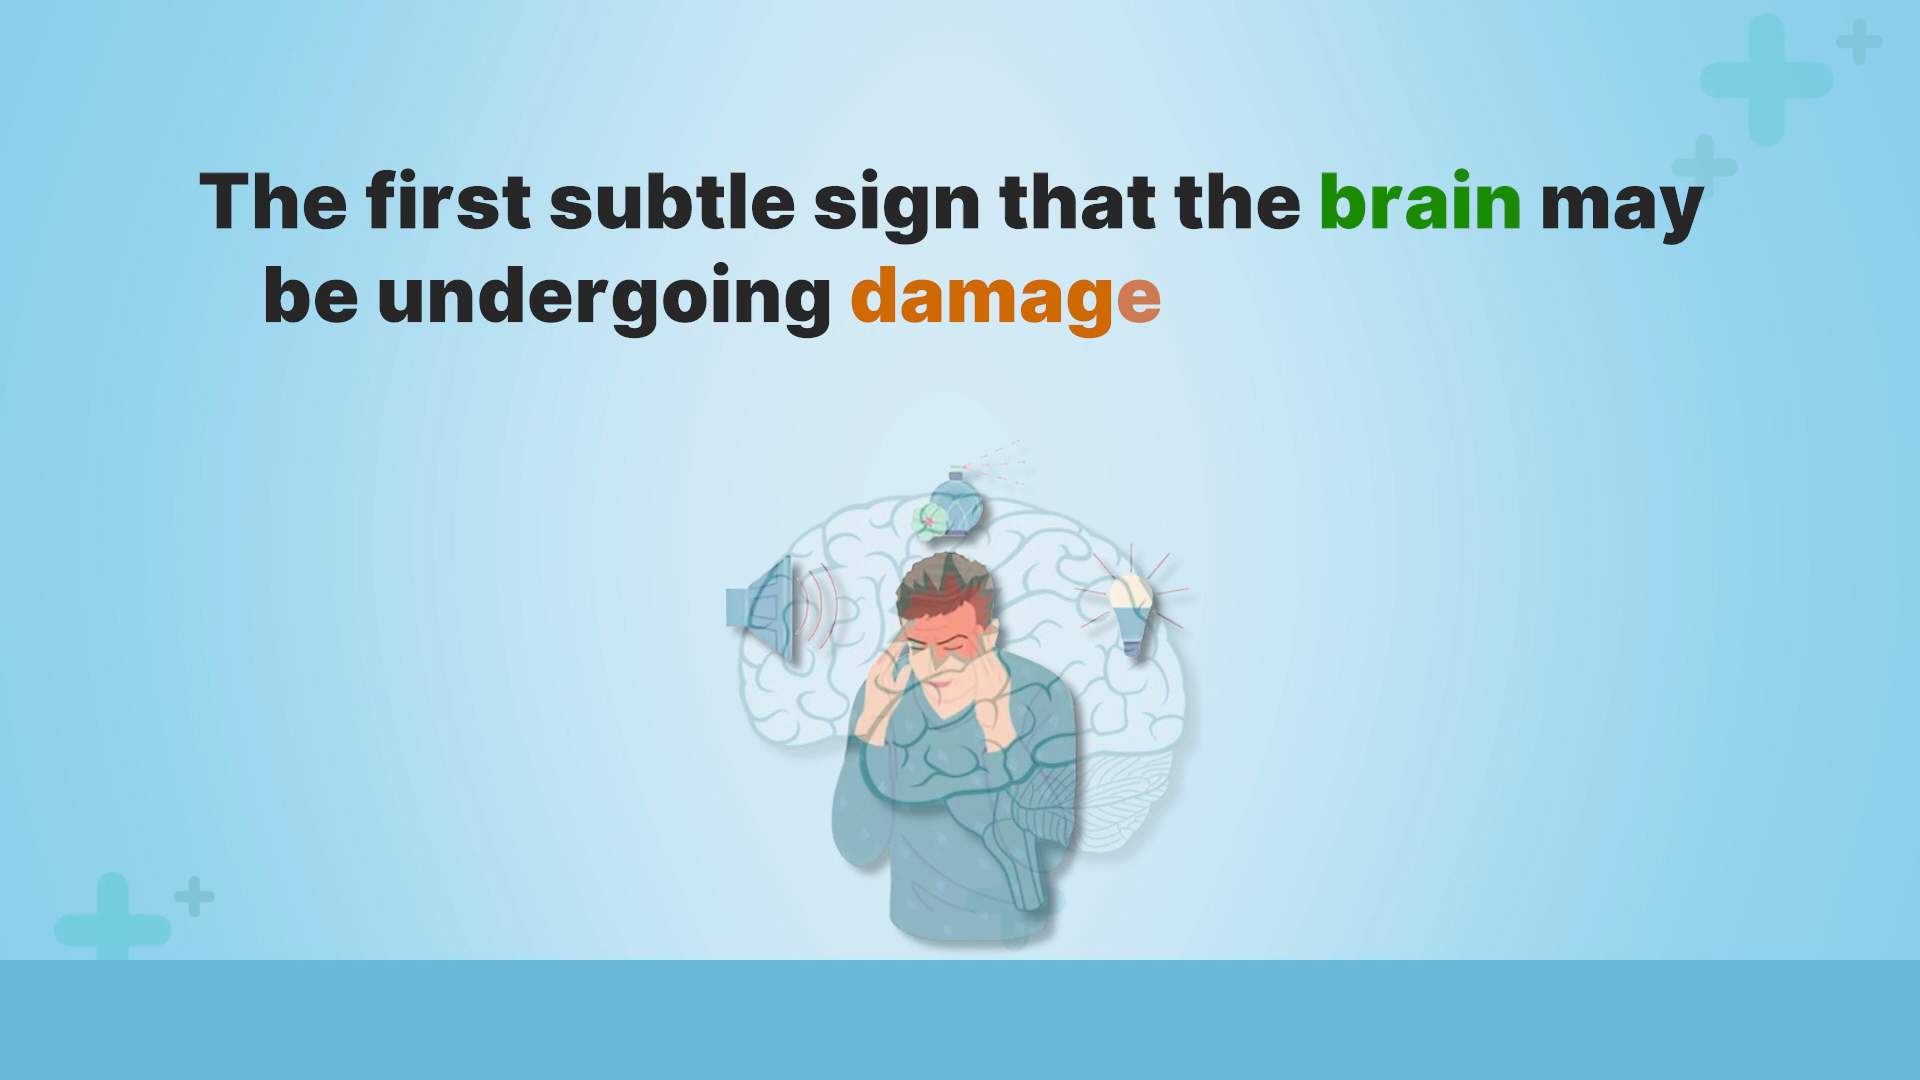 The first subtle sign that the brain may
be undergoing damage